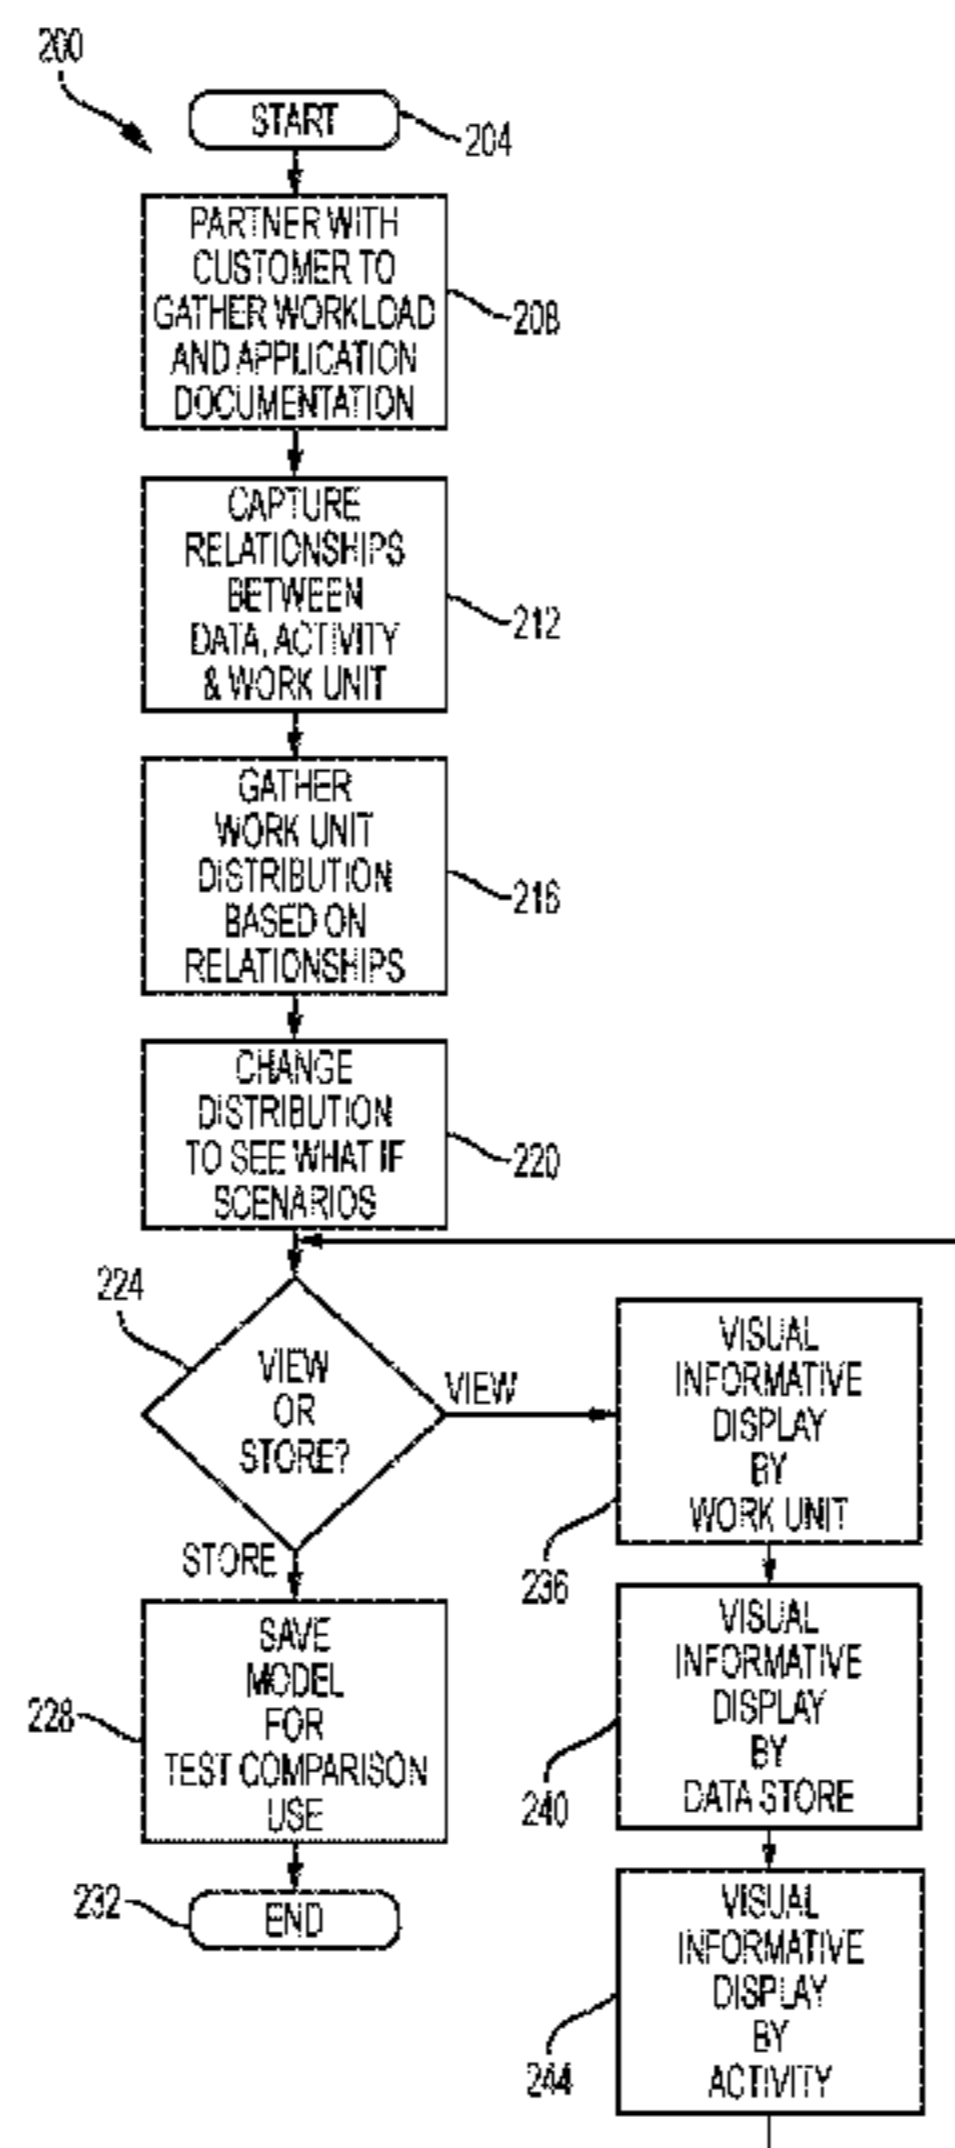 200
START
204
PARTNER WITH
CUSTOMER TO
GATHER WORKLOAD
AND APPLICATION
DOCUMENTATION
208
CAPTURE
RELATIONSHIPS
BETWEEN
DATA, ACTIVITY
& WORK UNIT
212
GATHER
WORK UNIT
DISTRIBUTION
BASED ON
RELATIONSHIPS
216
CHANGE
DISTRIBUTION
TO SEE WHAT IF
SCENARIOS
220
224
VIEW
OR
STORE?
VIEW
STORE
VISUAL
INFORMATIVE
DISPLAY
BY
WORK UNIT
236
SAVE
MODEL
FOR
TEST COMPARISON
USE
228
VISUAL
INFORMATIVE
DISPLAY
BY
DATA STORE
240
232
END
VISUAL
INFORMATIVE
DISPLAY
BY
ACTIVITY
244